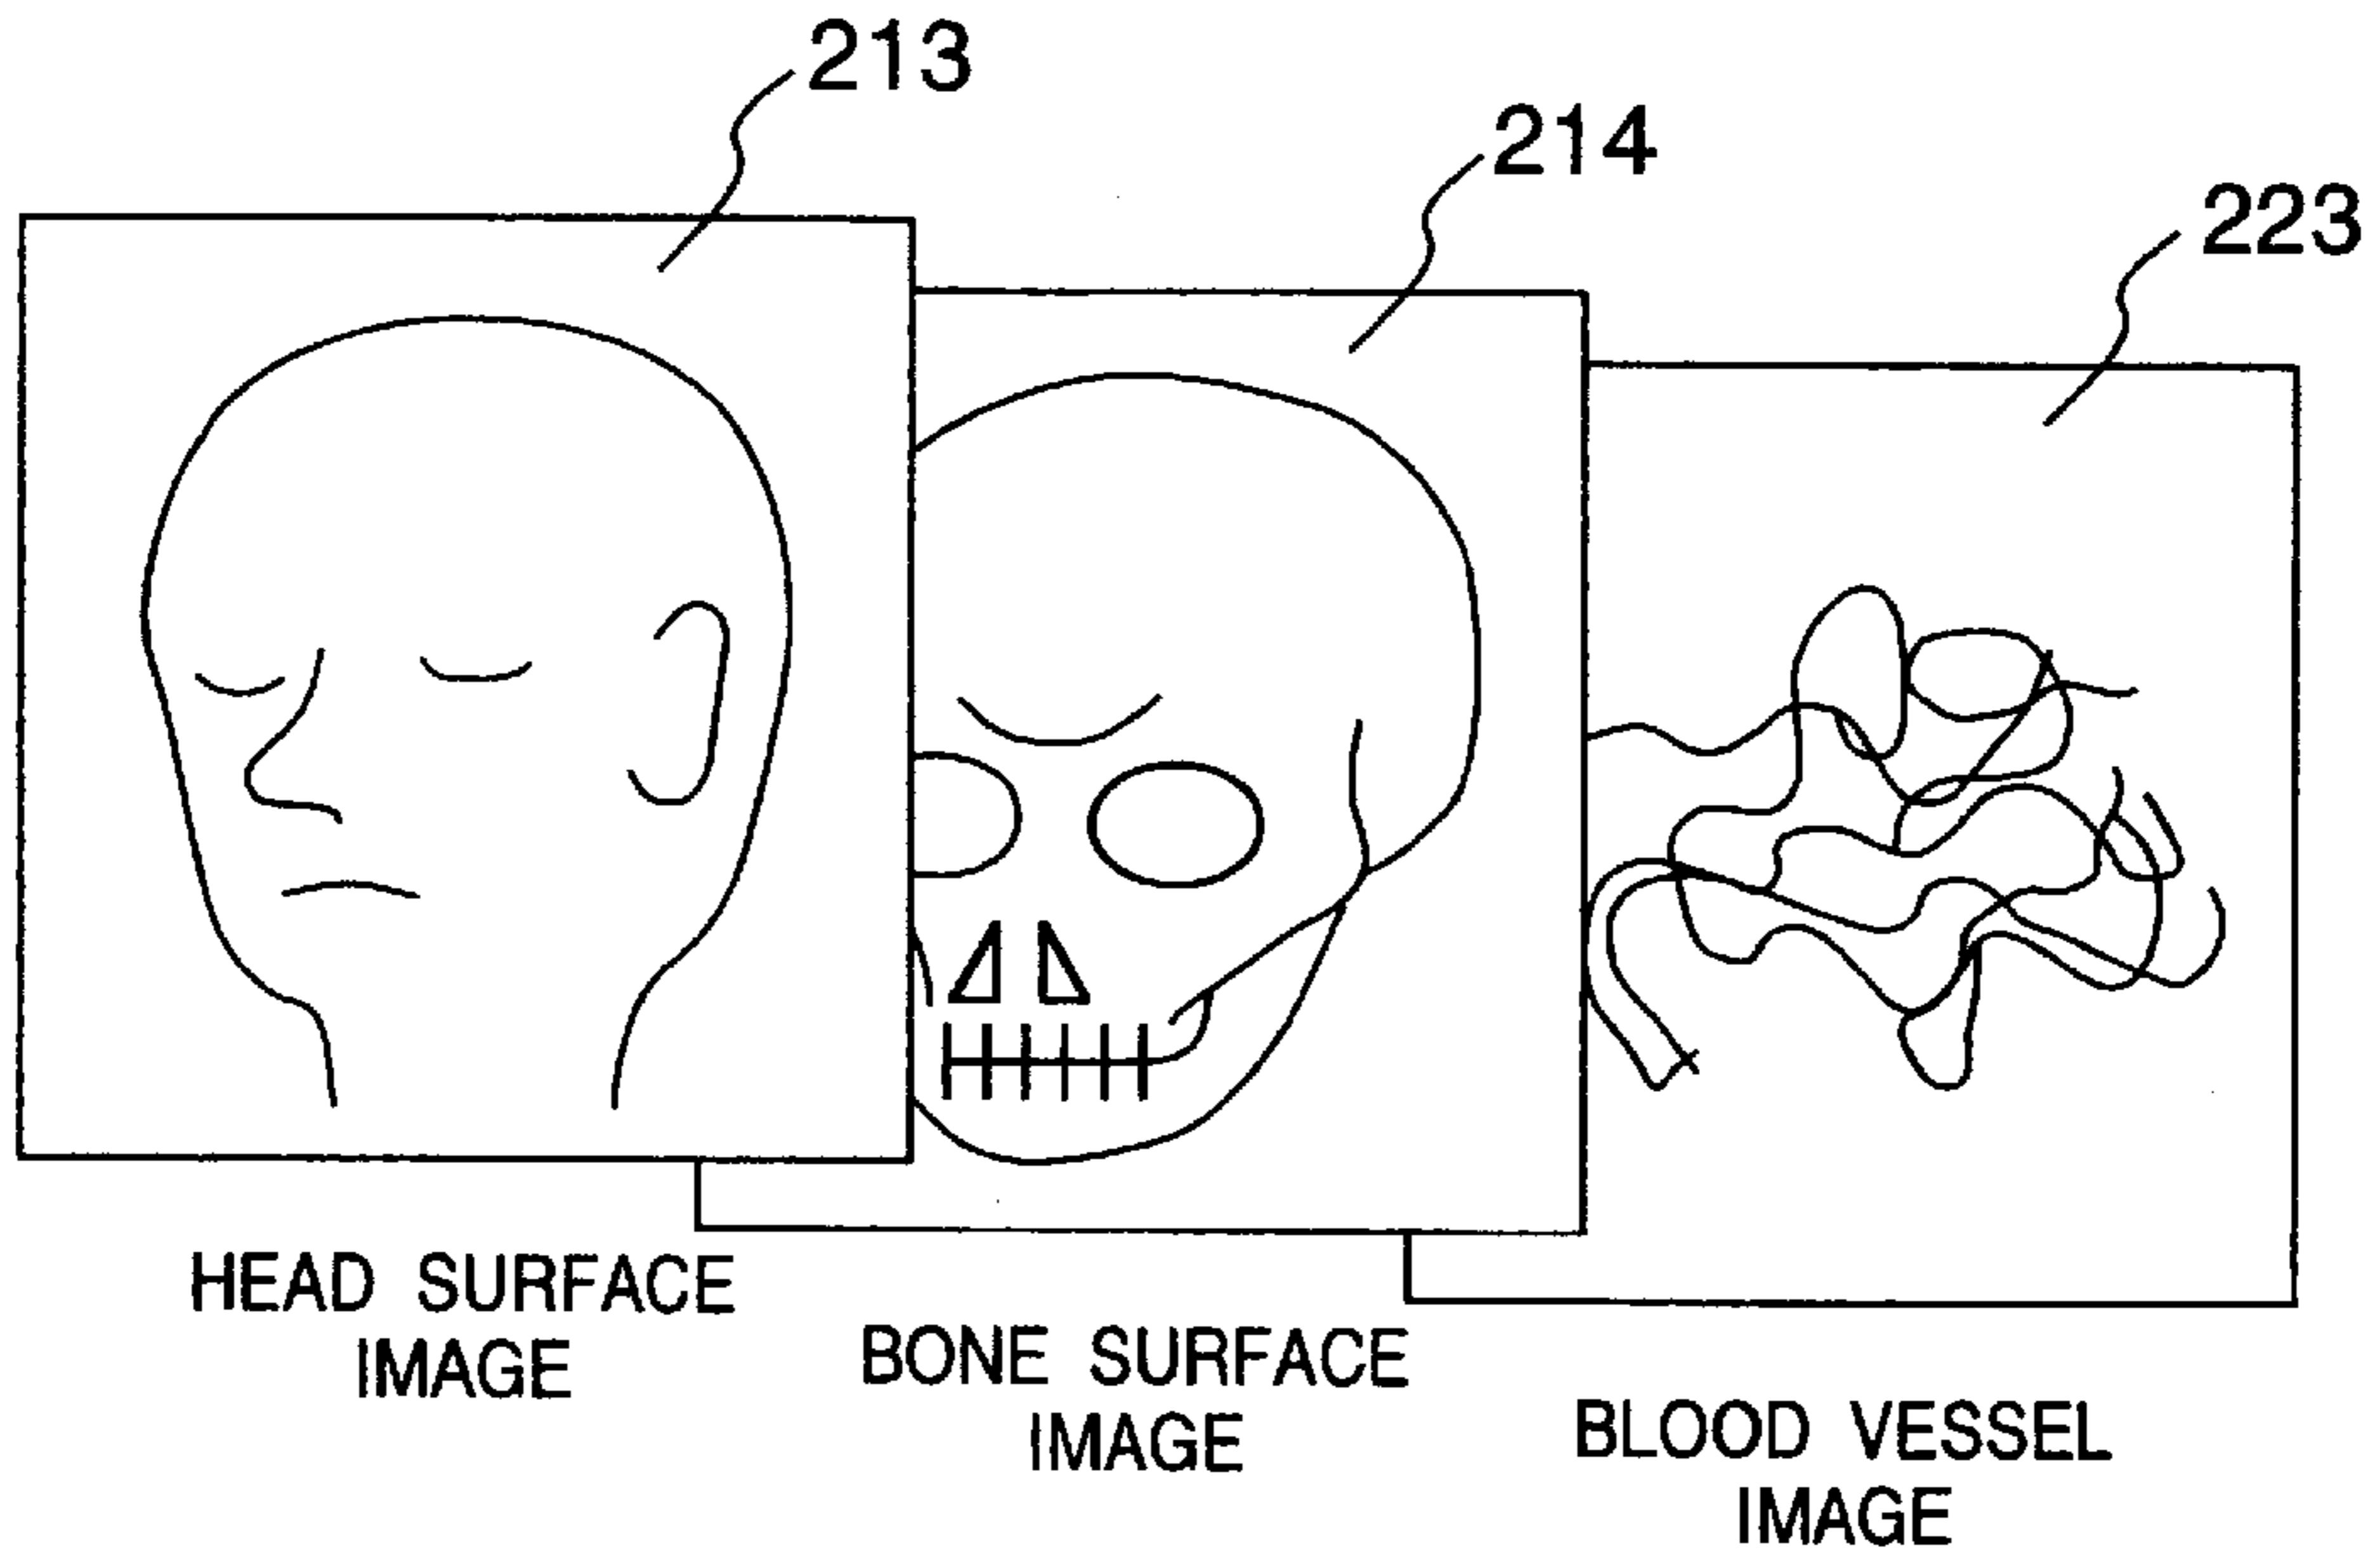 213
214
223
HEAD SURFACE
IMAGE
BONE SURFACE
IMAGE
BLOOD VESSEL
IMAGE